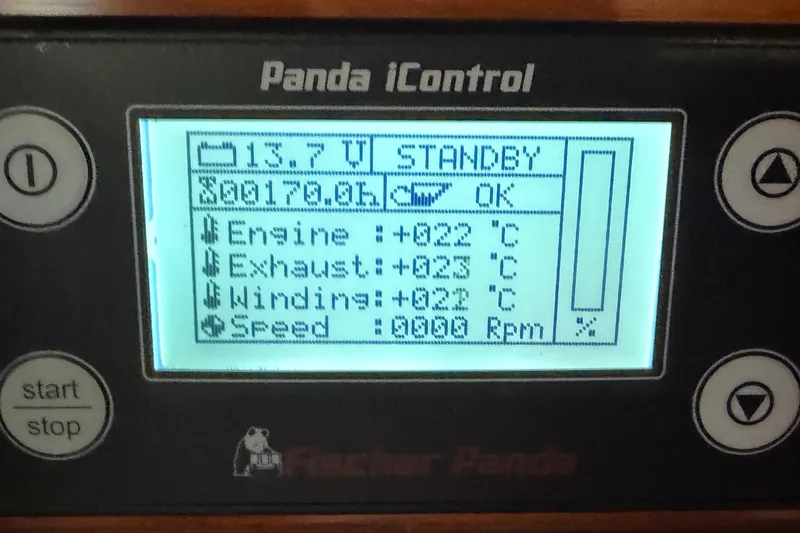 Panda iControl
13.7 V STANDBY
00170.0h OK
Engine :+022 °C
Exhaust:+023 °C
Winding: °C
Speed :0000 Rpm
%
start
stop
Fischer Panda